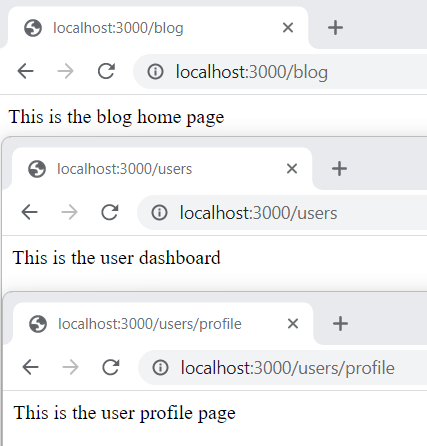 localhost:3000/blog
localhost:3000/blog
This is the blog home page
localhost:3000/users
localhost:3000/users
This is the user dashboard
localhost:3000/users/profile
localhost:3000/users/profile
This is the user profile page